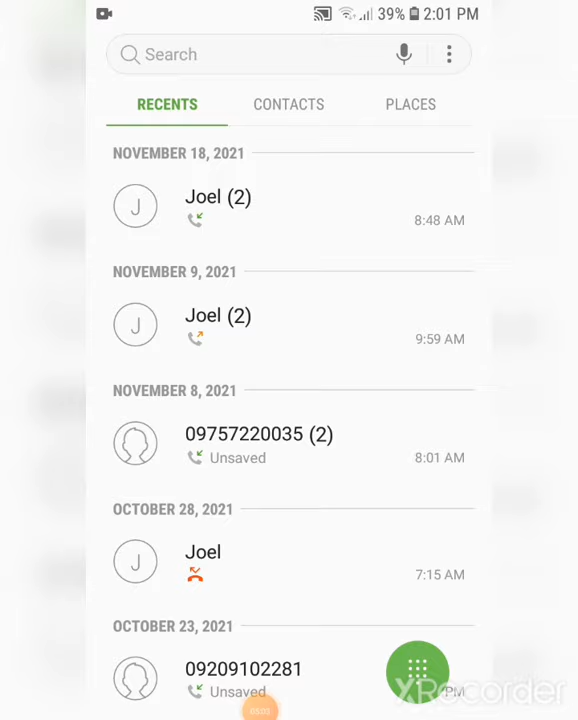 39% 2:01 PM
Search
RECENTS CONTACTS PLACES
NOVEMBER 18, 2021
J Joel (2)
8:48 AM
NOVEMBER 9, 2021
J Joel (2)
9:59 AM
NOVEMBER 8, 2021
09757220035 (2)
Unsaved 8:01 AM
OCTOBER 28, 2021
J Joel
7:15 AM
OCTOBER 23, 2021
09209102281
Unsaved PM
XRecorder